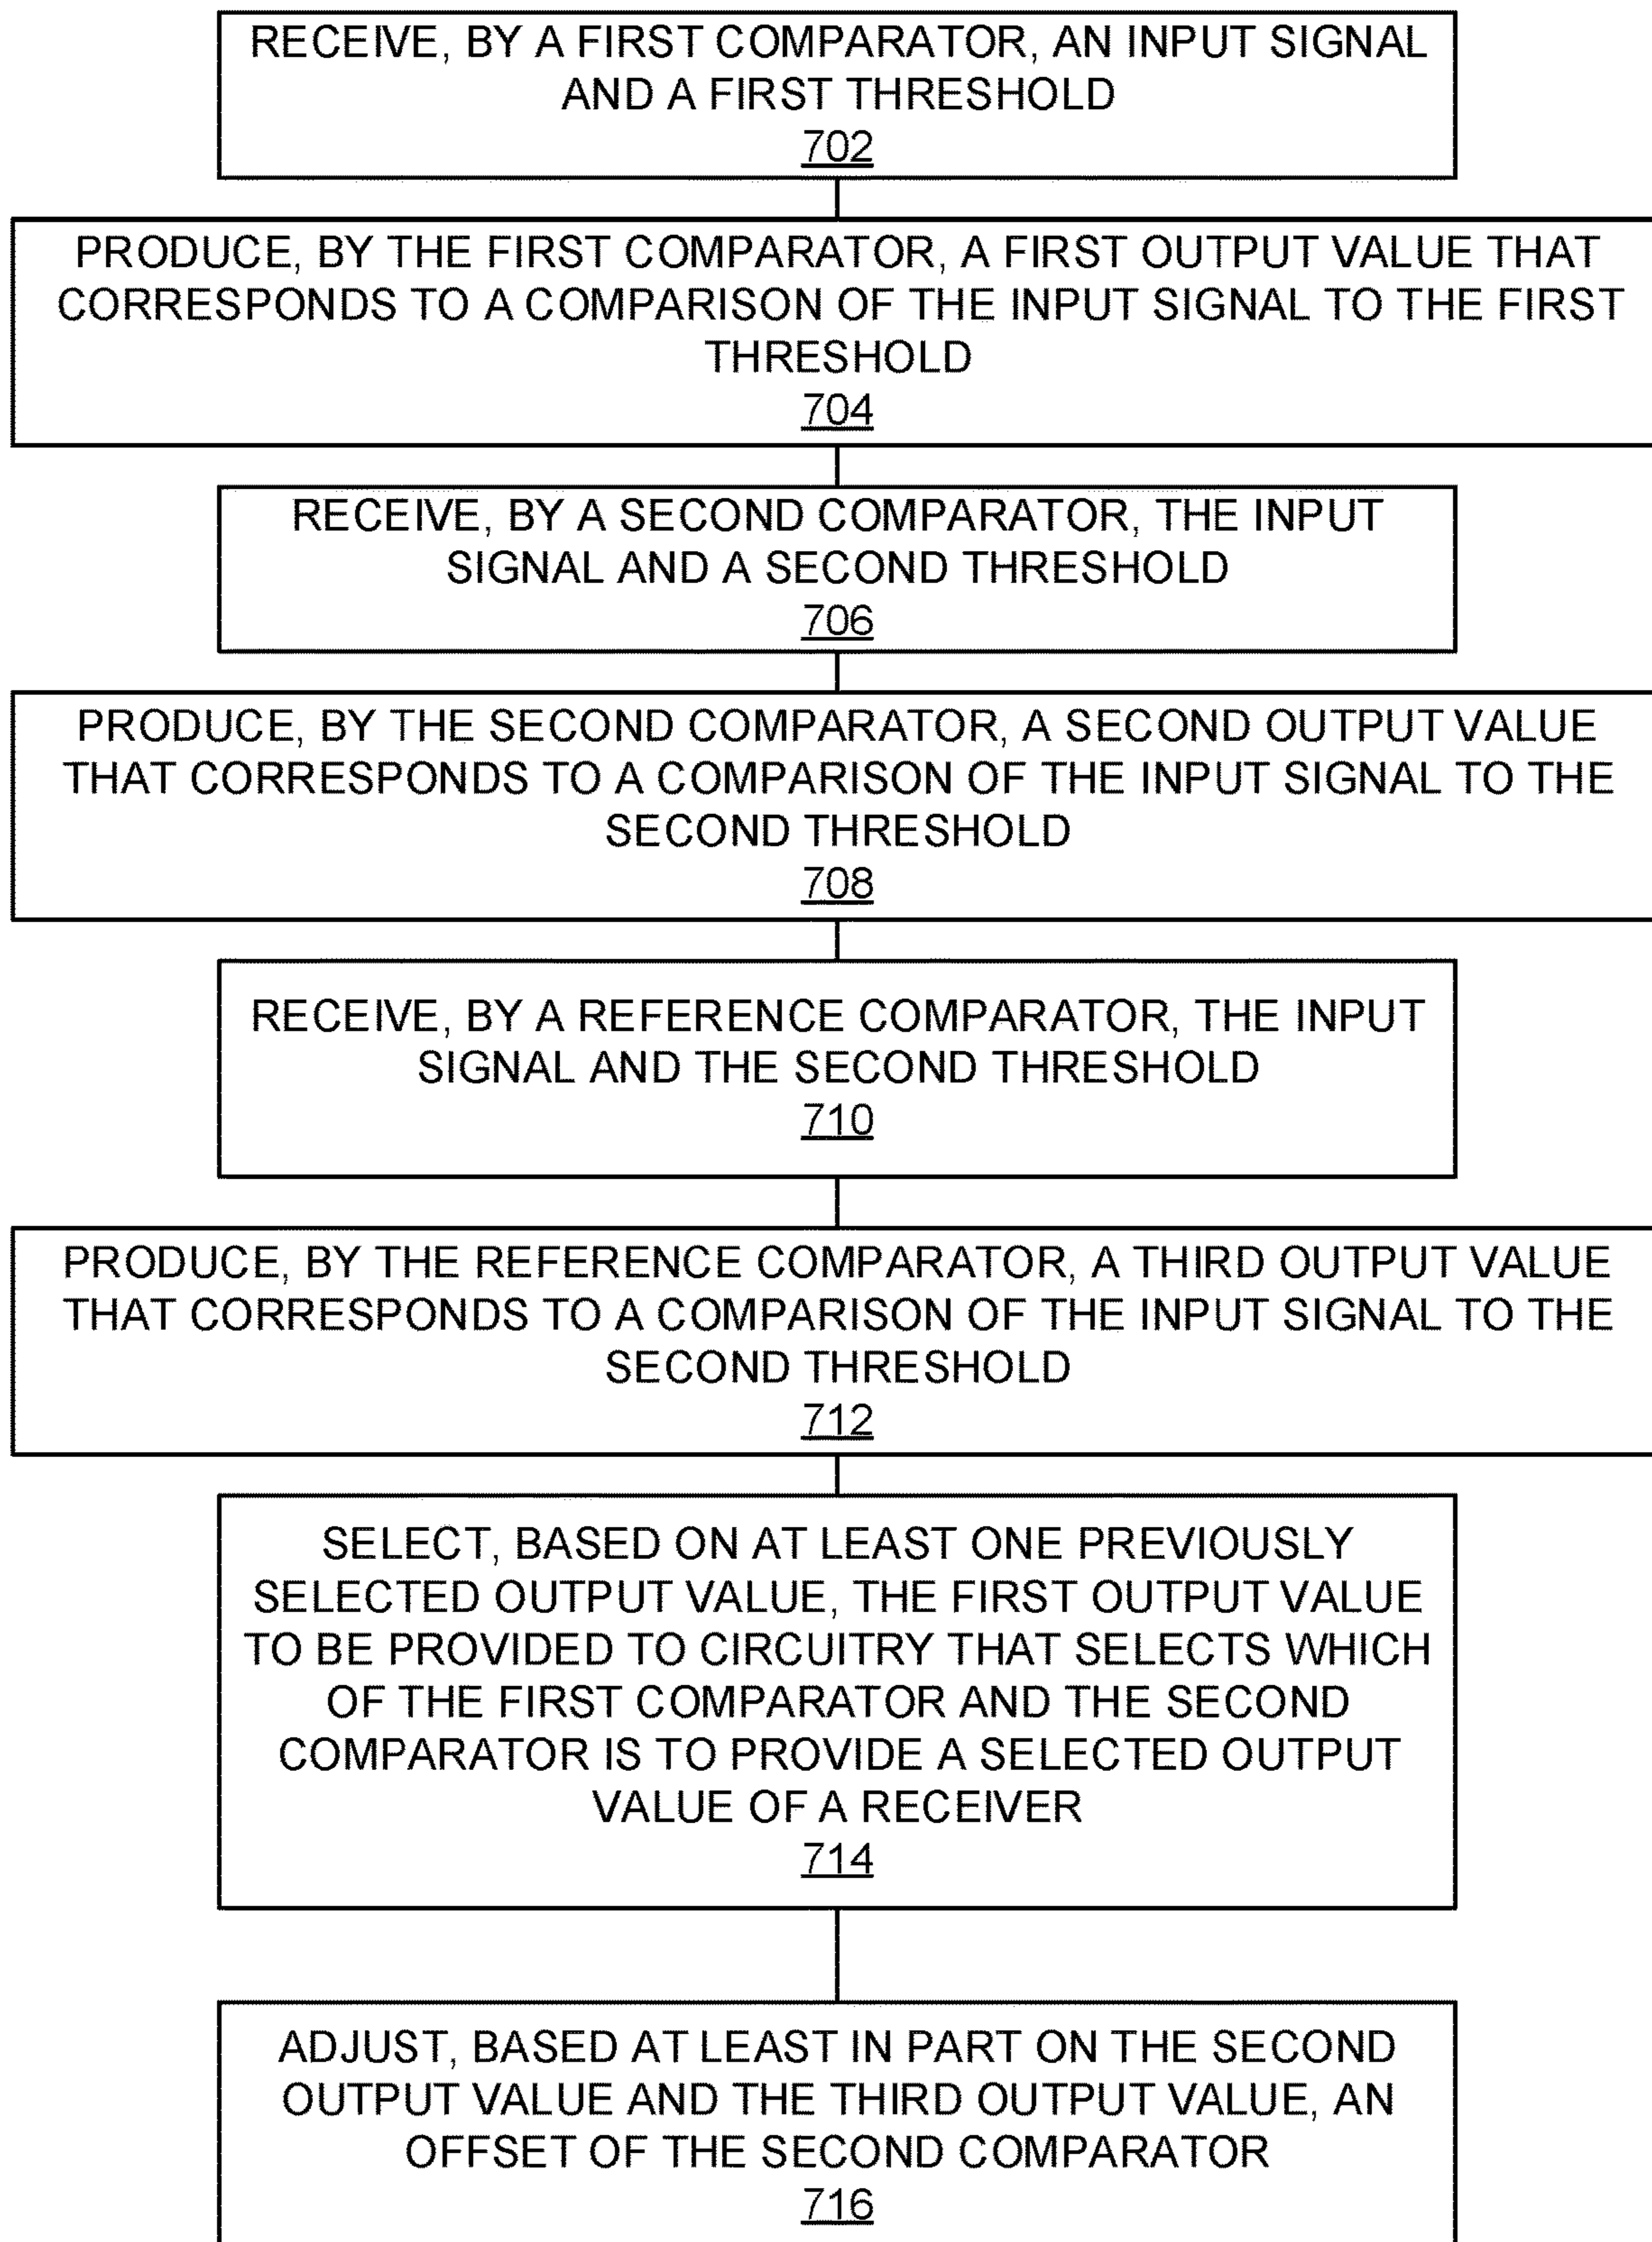 RECEIVE, BY A FIRST COMPARATOR, AN INPUT SIGNAL
AND A FIRST THRESHOLD
702
PRODUCE, BY THE FIRST COMPARATOR, A FIRST OUTPUT VALUE THAT
CORRESPONDS TO A COMPARISON OF THE INPUT SIGNAL TO THE FIRST
THRESHOLD
704
RECEIVE, BY A SECOND COMPARATOR, THE INPUT
SIGNAL AND A SECOND THRESHOLD
706
PRODUCE, BY THE SECOND COMPARATOR, A SECOND OUTPUT VALUE
THAT CORRESPONDS TO A COMPARISON OF THE INPUT SIGNAL TO THE
SECOND THRESHOLD
708
RECEIVE, BY A REFERENCE COMPARATOR, THE INPUT
SIGNAL AND THE SECOND THRESHOLD
710
PRODUCE, BY THE REFERENCE COMPARATOR, A THIRD OUTPUT VALUE
THAT CORRESPONDS TO A COMPARISON OF THE INPUT SIGNAL TO THE
SECOND THRESHOLD
712
SELECT, BASED ON AT LEAST ONE PREVIOUSLY
SELECTED OUTPUT VALUE, THE FIRST OUTPUT VALUE
TO BE PROVIDED TO CIRCUITRY THAT SELECTS WHICH
OF THE FIRST COMPARATOR AND THE SECOND
COMPARATOR IS TO PROVIDE A SELECTED OUTPUT
VALUE OF A RECEIVER
714
ADJUST, BASED AT LEAST IN PART ON THE SECOND
OUTPUT VALUE AND THE THIRD OUTPUT VALUE, AN
OFFSET OF THE SECOND COMPARATOR
716